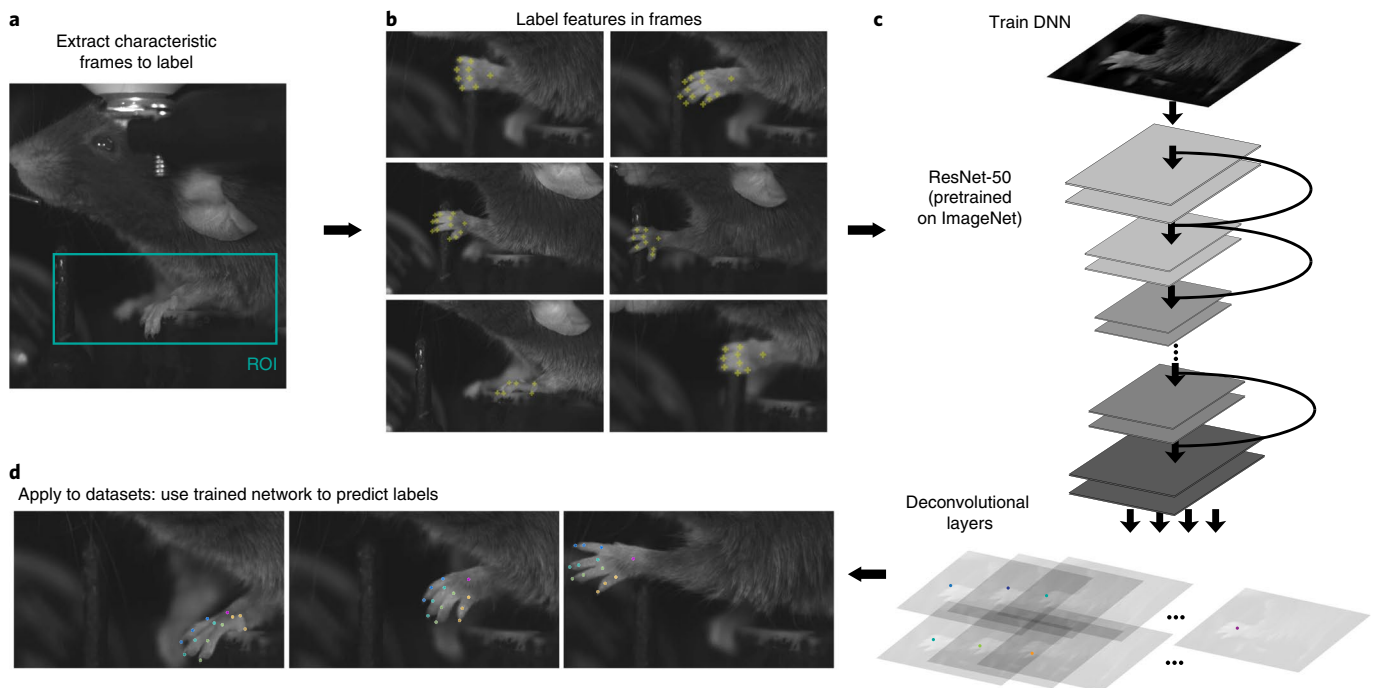 a
Extract characteristic
frames to label
ROI
b
Label features in frames
c
Train DNN
ResNet-50
(pretrained
on ImageNet)
Deconvolutional
layers
d
Apply to datasets: use trained network to predict labels